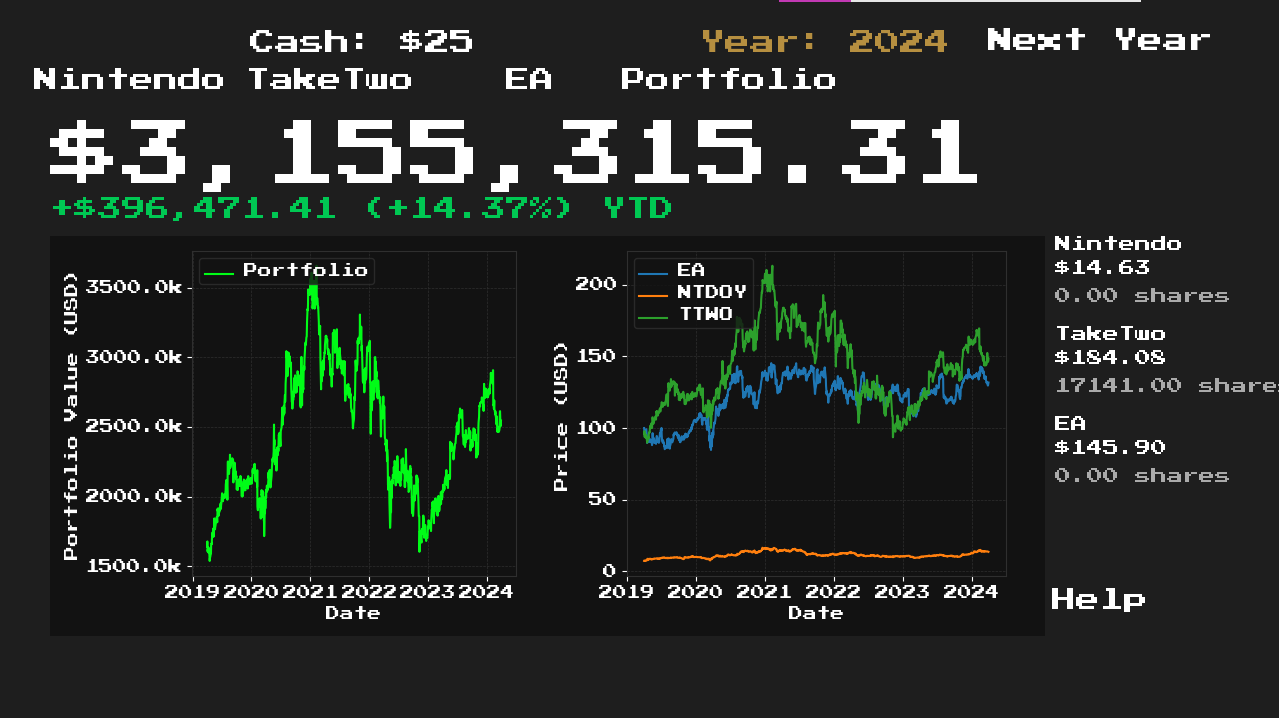 Cash: $25 Year: 2024 Next Year
Nintendo TakeTwo EA Portfolio
$3,155,315.31
+$396,471.41 (+14.37%) YTD
Portfolio Value (USD)
3500.0k
3000.0k
2500.0k
2000.0k
1500.0k
Portfolio
2019 2020 2021 2022 2023 2024
Date
Price (USD)
200
150
100
50
0
EA
NTDOY
TTWO
2019 2020 2021 2022 2023 2024
Date
Nintendo
$14.63
0.00 shares
TakeTwo
$184.08
17141.00 shares
EA
$145.90
0.00 shares
Help